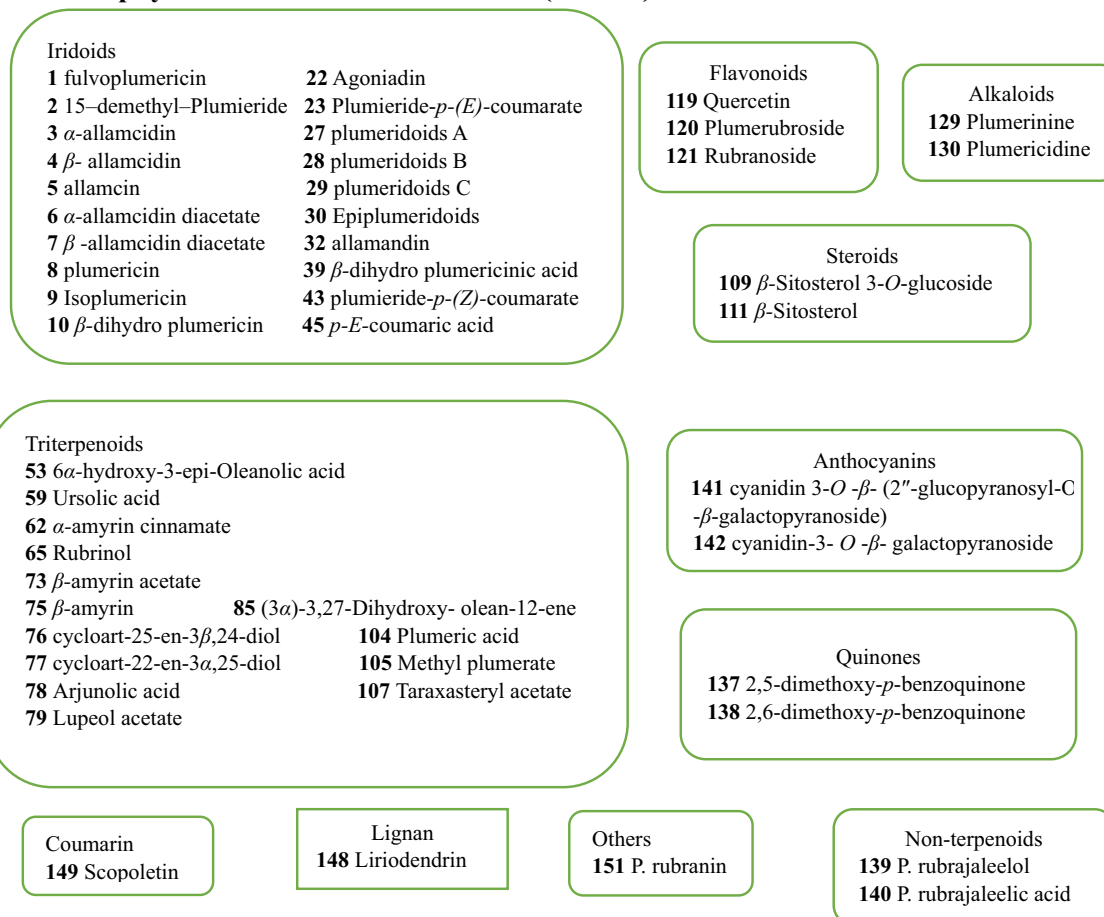 Iridoids
1 fulvoplumericin 22 Agoniadin
2 15–demethyl–Plumieride 23 Plumieride-p-(E)-coumarate
3 α-allamcidin 27 plumeridoids A
4 β- allamcidin 28 plumeridoids B
5 allamcin 29 plumeridoids C
6 α-allamcidin diacetate 30 Epiplumeridoids
7 β -allamcidin diacetate 32 allamandin
8 plumericin 39 β-dihydro plumericinic acid
9 Isoplumericin 43 plumieride-p-(Z)-coumarate
10 β-dihydro plumericin 45 p-E-coumaric acid
Flavonoids
119 Quercetin
120 Plumerubroside
121 Rubranoside
Alkaloids
129 Plumerinine
130 Plumericidine
Steroids
109 β-Sitosterol 3-O-glucoside
111 β-Sitosterol
Triterpenoids
53 6α-hydroxy-3-epi-Oleanolic acid
59 Ursolic acid
62 α-amyrin cinnamate
65 Rubrinol
73 β-amyrin acetate
75 β-amyrin 85 (3α)-3,27-Dihydroxy- olean-12-ene
76 cycloart-25-en-3β,24-diol 104 Plumeric acid
77 cycloart-22-en-3α,25-diol 105 Methyl plumerate
78 Arjunolic acid 107 Taraxasteryl acetate
79 Lupeol acetate
Anthocyanins
141 cyanidin 3-O -β- (2″-glucopyranosyl-O
-β-galactopyranoside)
142 cyanidin-3- O -β- galactopyranoside
Quinones
137 2,5-dimethoxy-p-benzoquinone
138 2,6-dimethoxy-p-benzoquinone
Coumarin
149 Scopoletin
Lignan
148 Liriodendrin
Others
151 P. rubranin
Non-terpenoids
139 P. rubrajaleelol
140 P. rubrajaleelic acid